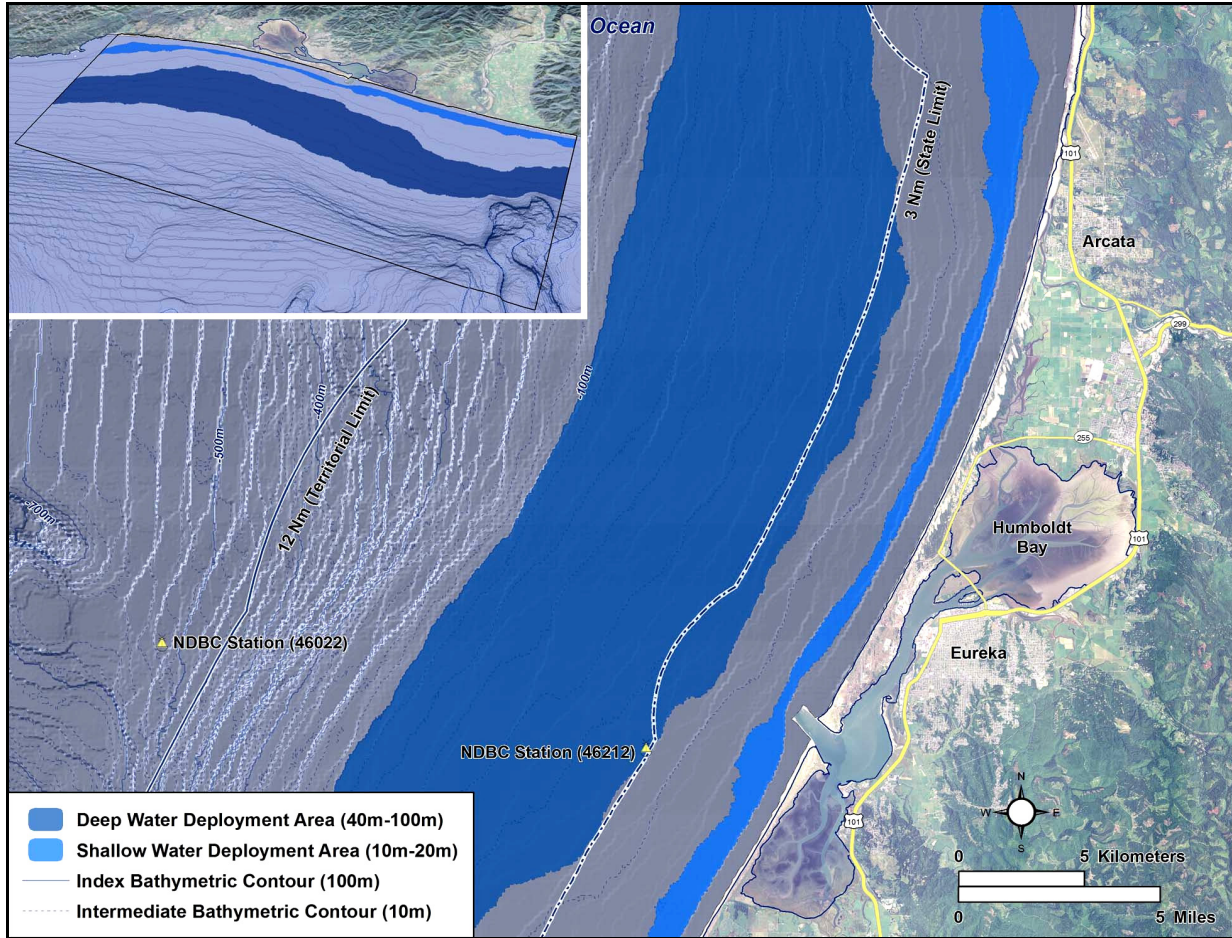 Ocean
3 Nm (State Limit)
101
Arcata
299
-100m
-400m
-500m
12 Nm (Territorial Limit)
-700m
255
Humboldt
Bay
101
NDBC Station (46022)
Eureka
NDBC Station (46212)
101
N
W E
S
Deep Water Deployment Area (40m-100m)
Shallow Water Deployment Area (10m-20m)
Index Bathymetric Contour (100m)
Intermediate Bathymetric Contour (10m)
0 5 Kilometers
0 5 Miles